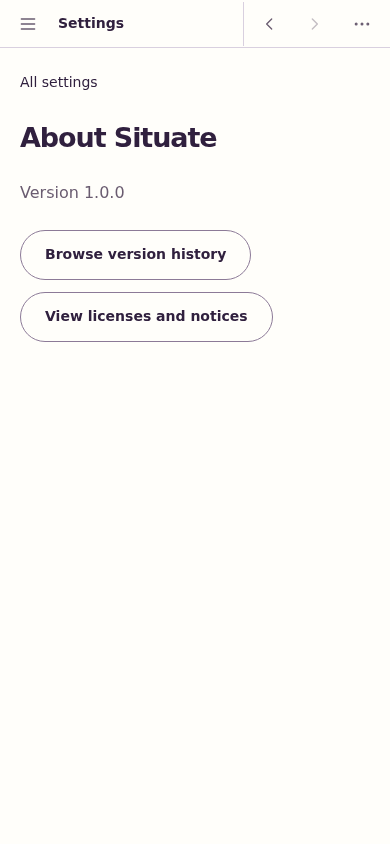 Settings
All settings
About Situate
Version 1.0.0
Browse version history
View licenses and notices